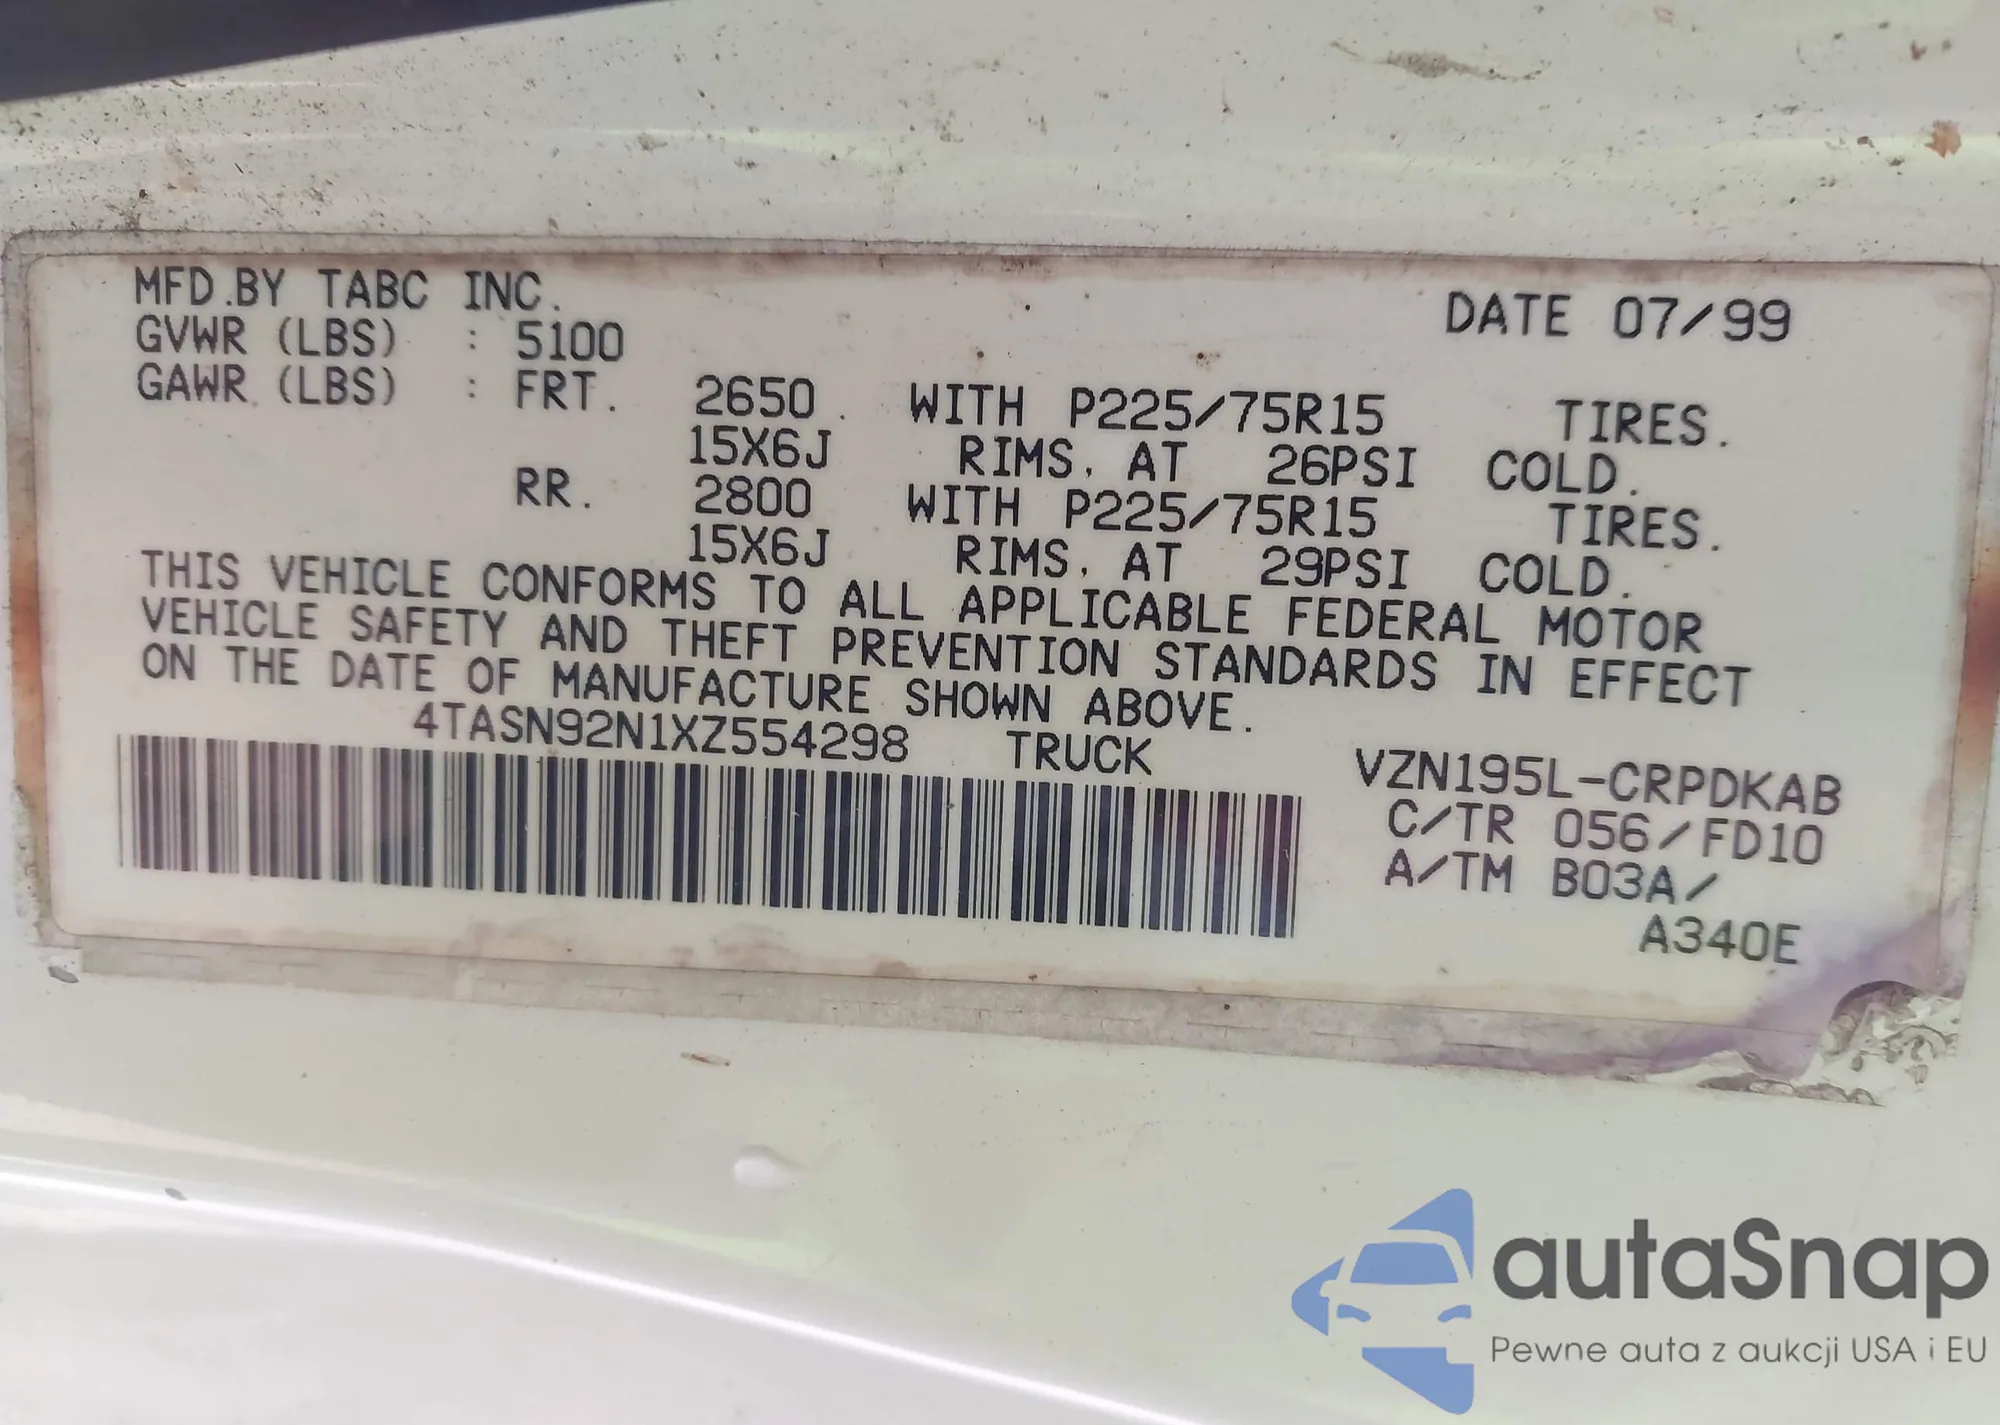 MFD.BY TABC INC. DATE 07/99
GVWR (LBS) : 5100
GAWR (LBS) : FRT. 2650 WITH P225/75R15 TIRES.
15X6J RIMS, AT 26PSI COLD.
RR. 2800 WITH P225/75R15 TIRES.
15X6J RIMS, AT 29PSI COLD.
THIS VEHICLE CONFORMS TO ALL APPLICABLE FEDERAL MOTOR
VEHICLE SAFETY AND THEFT PREVENTION STANDARDS IN EFFECT
ON THE DATE OF MANUFACTURE SHOWN ABOVE.
4TASN92N1XZ554298 TRUCK VZN195L-CRPDKAB
C/TR 056/FD10
A/TM B03A/
A340E
autaSnap
Pewne auta z aukcji USA i EU